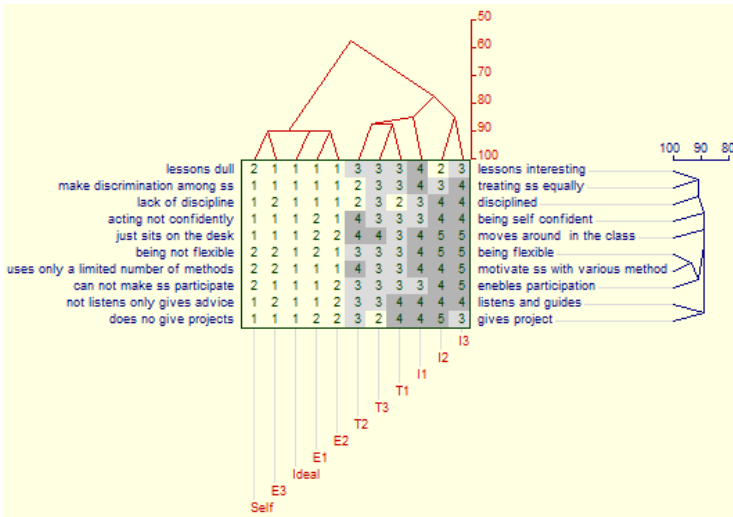 50
60
70
80
90
100
100 90 80
lessons dull 2 1 1 1 1 3 3 3 4 2 3 lessons interesting
make discrimination among ss 1 1 1 1 1 2 3 3 4 3 4 treating ss equally
lack of discipline 1 2 1 1 1 2 3 2 3 4 4 disciplined
acting not confidently 1 1 1 2 1 4 3 3 3 4 4 being self confident
just sits on the desk 1 1 1 2 2 4 4 3 4 5 5 moves around in the class
being not flexible 2 2 1 2 1 3 3 3 4 5 5 being flexible
uses only a limited number of methods 2 2 1 1 1 4 3 3 4 4 5 motivate ss with various method
can not make ss participate 2 1 1 1 2 3 3 3 3 4 5 enebles participation
not listens only gives advice 1 2 1 1 2 3 3 4 4 4 4 listens and guides
does no give projects 1 1 1 2 2 3 2 4 4 5 3 gives project
I3
I2
I1
T1
T3
T2
E2
E1
Ideal
E3
Self